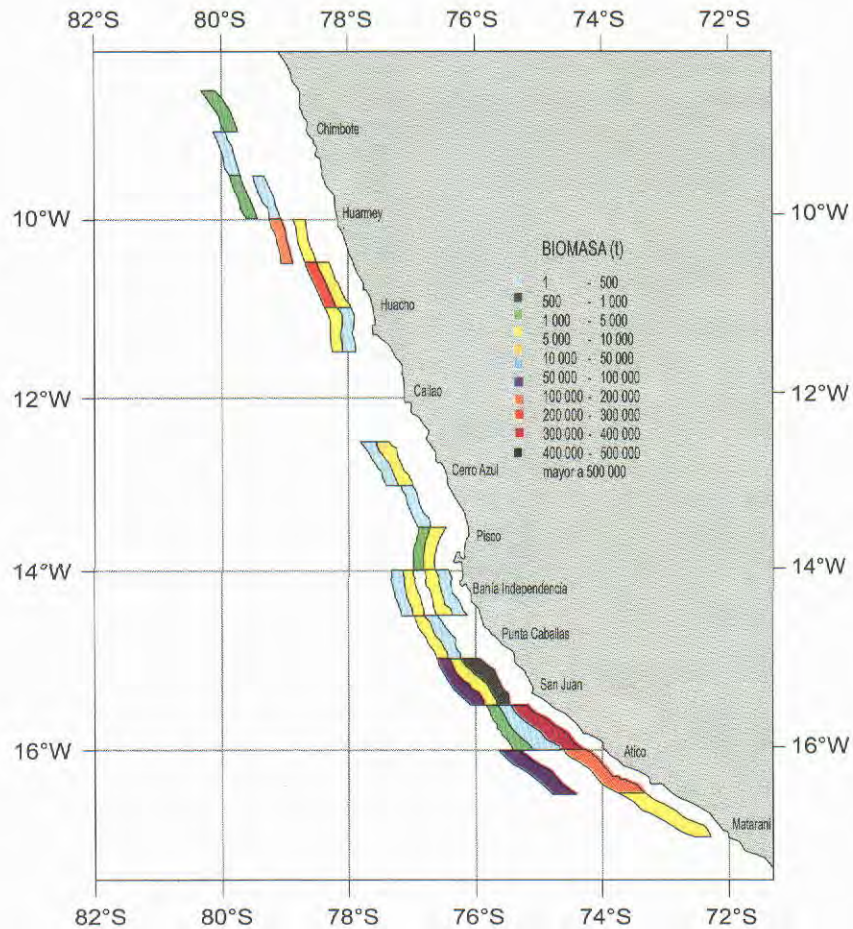 82°S 80°S 78°S 76°S 74°S 72°S
Chimbote
10°W Huarmey 10°W
BIOMASA (t)
1 - 500
500 - 1 000
1 000 - 5 000
5 000 - 10 000
10 000 - 50 000
50 000 - 100 000
100 000 - 200 000
200 000 - 300 000
300 000 - 400 000
400 000 - 500 000
mayor a 500 000
Huacho
12°W Callao 12°W
Cerro Azul
Pisco
14°W 14°W
Bahía Independencia
Punta Caballas
San Juan
16°W Atico 16°W
Matarani
82°S 80°S 78°S 76°S 74°S 72°S